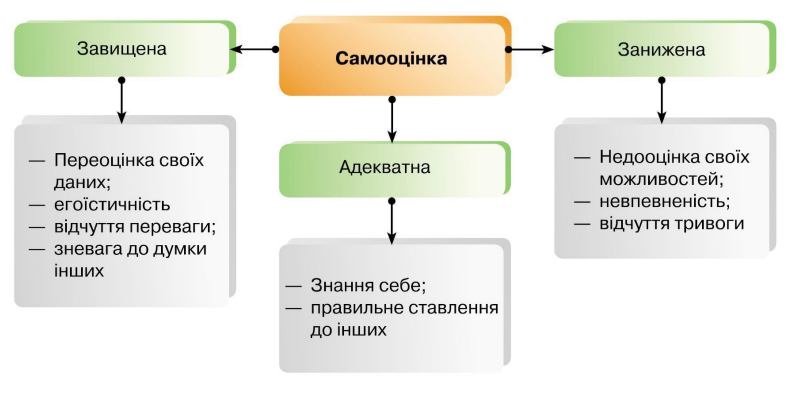 Самооцінка
Завищена
— Переоцінка своїх
даних;
— егоїстичність
— відчуття переваги;
— зневага до думки
інших
Адекватна
— Знання себе;
— правильне ставлення
до інших
Занижена
— Недооцінка своїх
можливостей;
— невпевненість;
— відчуття тривоги